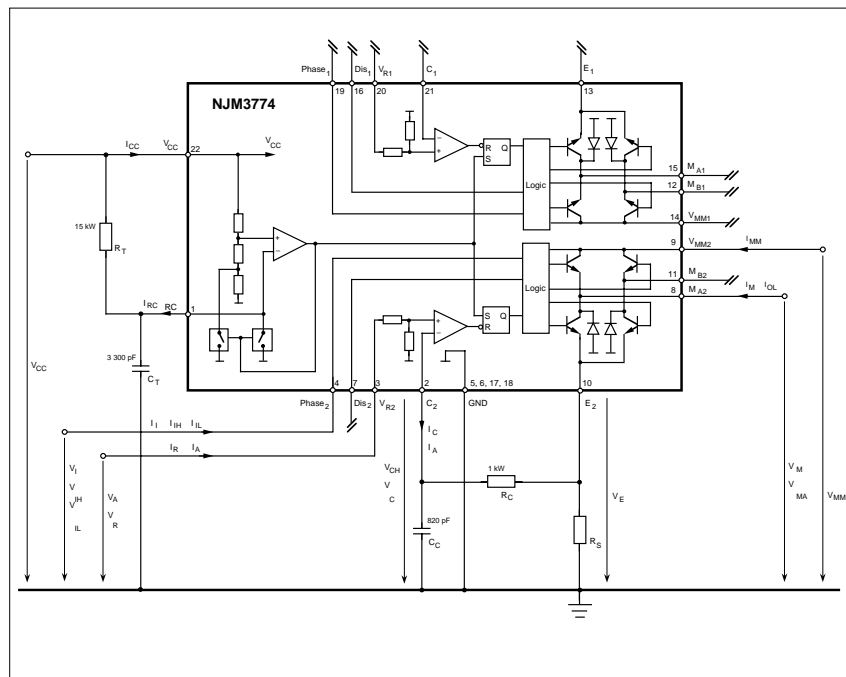 Phase1 Dis1 VR1 C1 E1
19 16 20 21 13
NJM3774
ICC VCC 22 VCC
R Q
S
Logic
15 MA1
12 MB1
14 VMM1
15 kW
RT
+
−
−
+
9 VMM2 IMM
Logic
11 MB2
8 MA2 IM IOL
IRC RC 1
S Q
R
+
−
3 300 pF
CT
VCC
4 7 3 2 5, 6, 17, 18 10
Phase2 Dis2 VR2 C2 GND E2
II IIH IIL
IC
IR IA
IA
1 kW
RC
VI
V IH
V IL
VA
V R
VCH
V C
820 pF
CC
VE
RS
VM
V MA
VMM